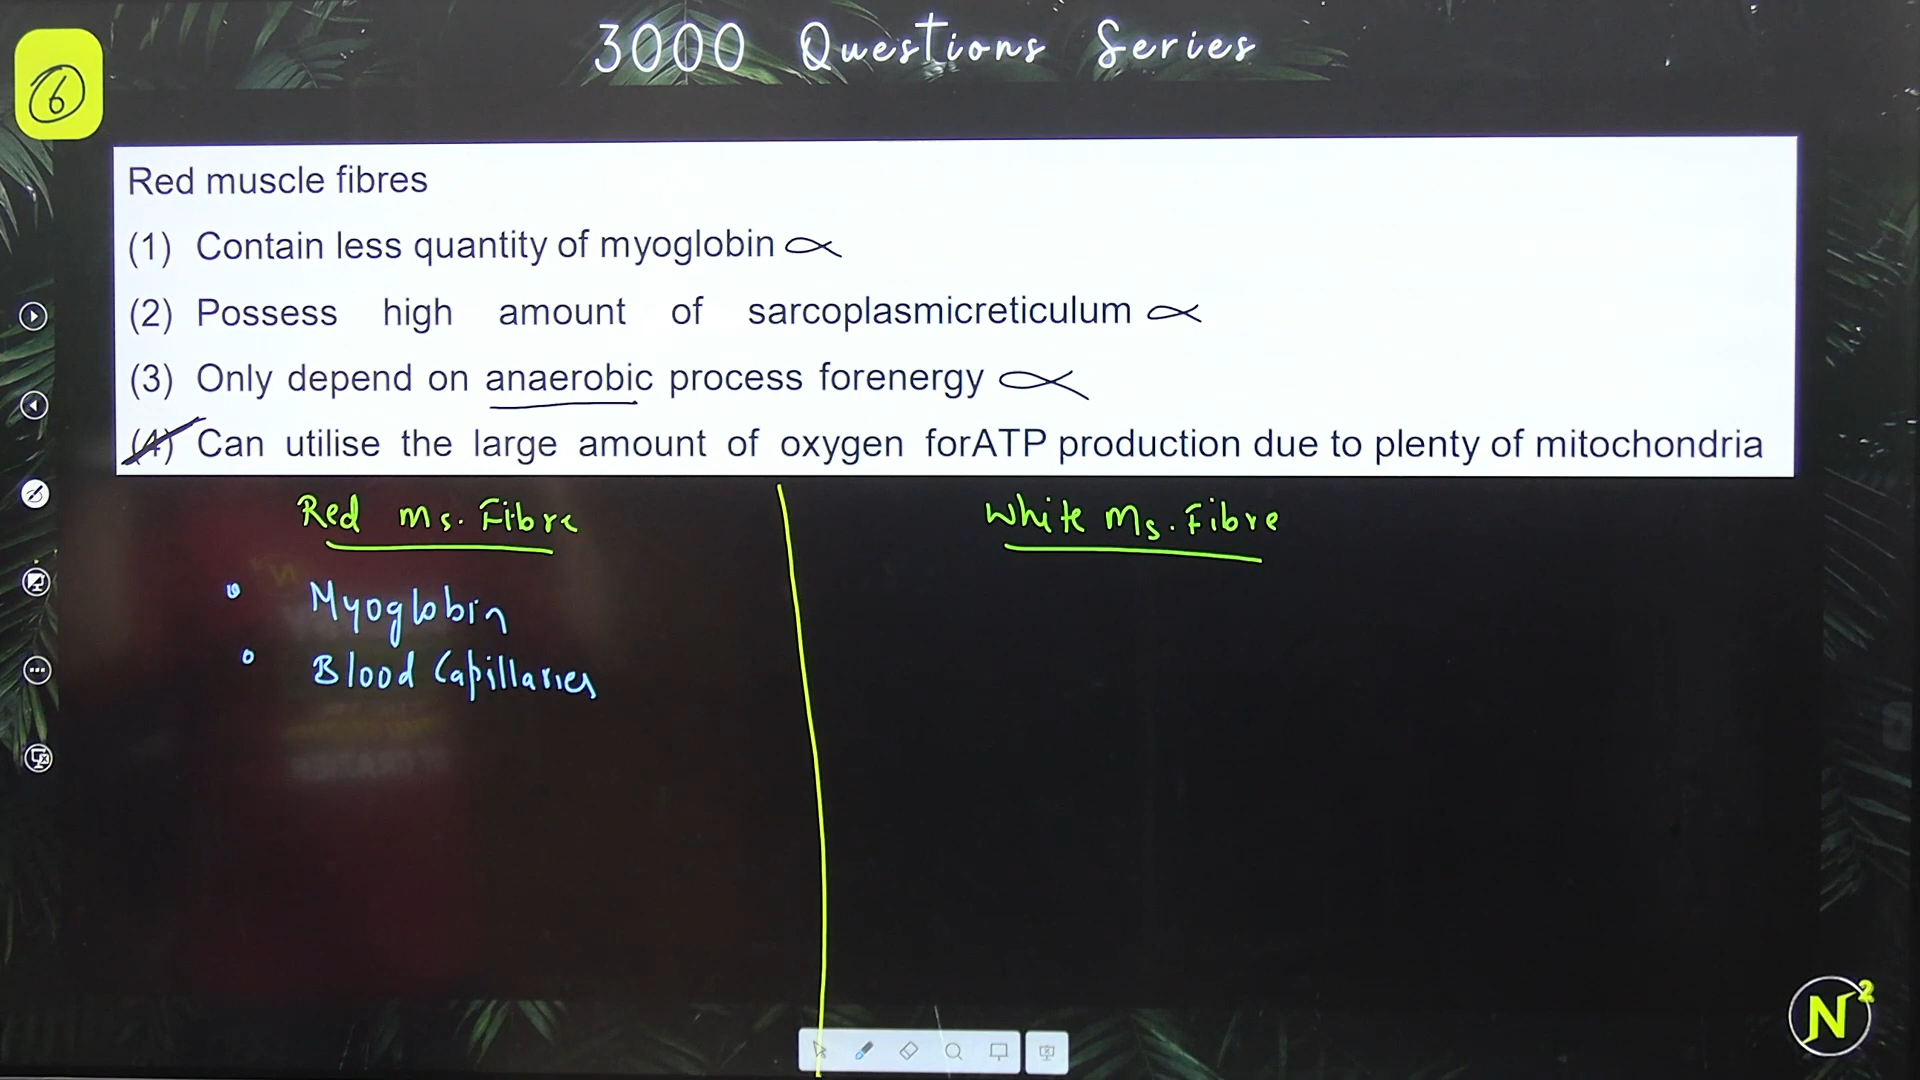 3000 Questions Series
6
Red muscle fibres
(1) Contain less quantity of myoglobin
(2) Possess high amount of sarcoplasmicreticulum
(3) Only depend on anaerobic process forenergy
(4) Can utilise the large amount of oxygen forATP production due to plenty of mitochondria
Red Ms. Fibre
White Ms. Fibre
Myoglobin
Blood Capillaries
N2